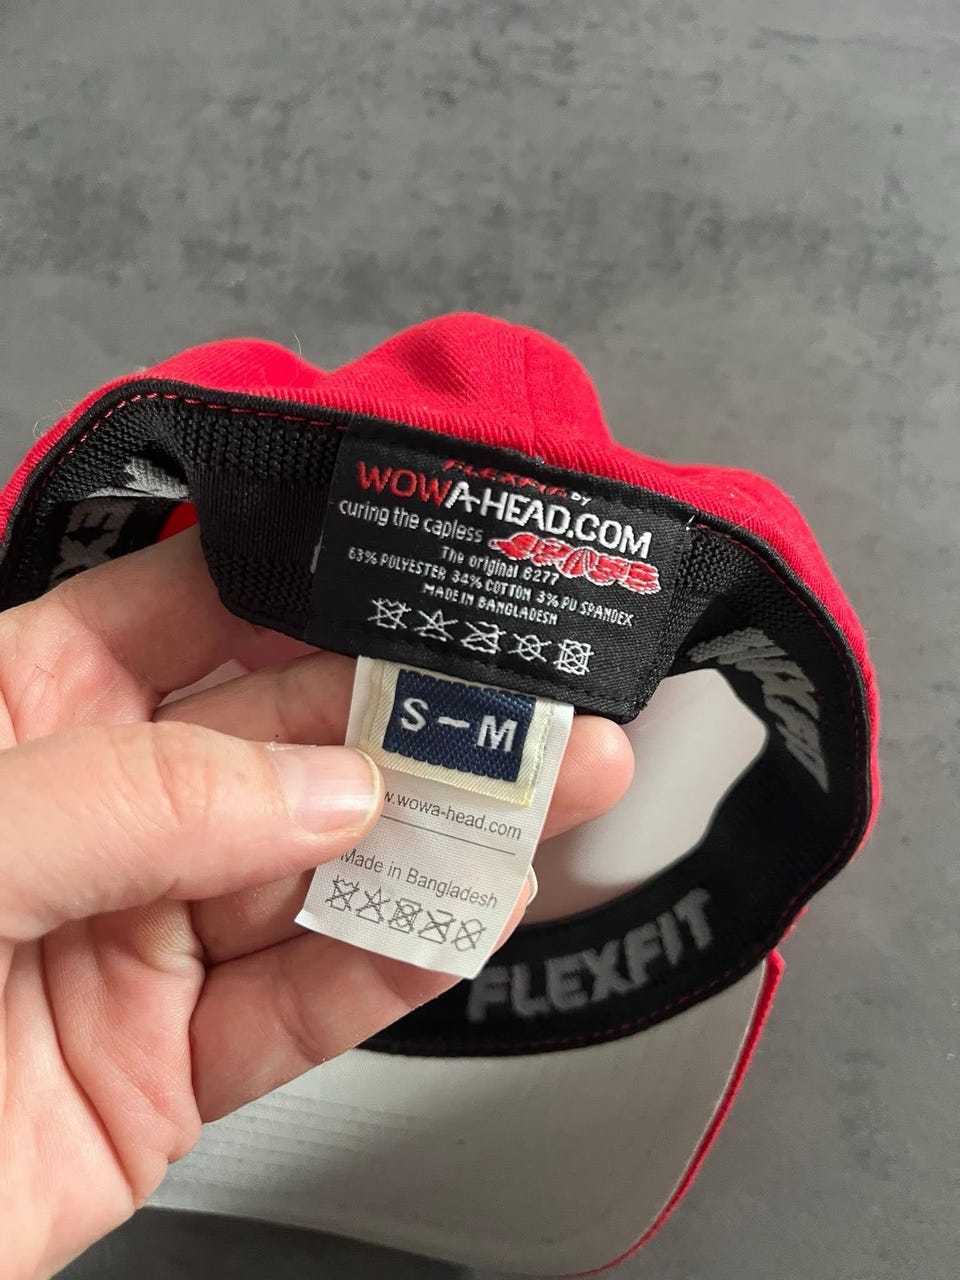 FLEXFIT BY
WOWA-HEAD.COM
curing the capless
The original 6277
63% POLYESTER 34% COTTON 3% PU SPANDEX
MADE IN BANGLADESH
S-M
w.wowa-head.com
Made in Bangladesh
FLEXFIT